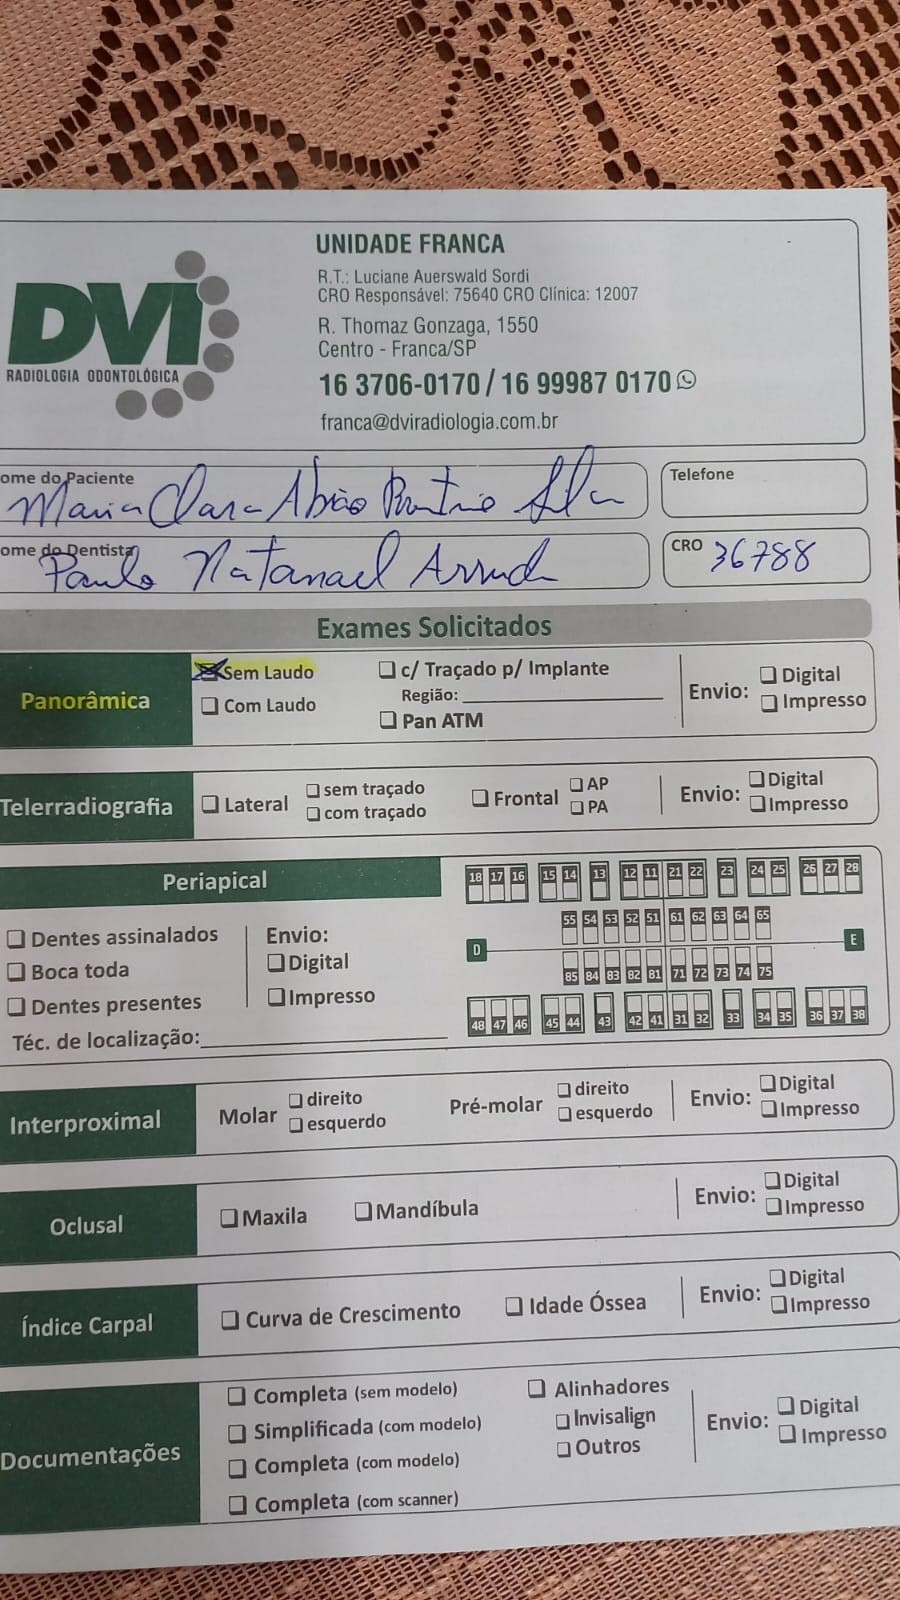 UNIDADE FRANCA
R.T.: Luciane Auerswald Sordi
CRO Responsável: 75640 CRO Clínica: 12007
R. Thomaz Gonzaga, 1550
Centro - Franca/SP
16 3706-0170 / 16 99987 0170
franca@dviradiologia.com.br
DVI
RADIOLOGIA ODONTOLÓGICA
ome do Paciente
Maria Clara Abrão Silva
Telefone
ome do Dentista
Paulo Natanael Arruda
CRO 36788
Exames Solicitados
Panorâmica
Sem Laudo
Com Laudo
c/ Traçado p/ Implante
Região:
Pan ATM
Envio:
Digital
Impresso
Telerradiografia
Lateral
sem traçado
com traçado
Frontal
AP
PA
Envio:
Digital
Impresso
Periapical
Dentes assinalados
Boca toda
Dentes presentes
Téc. de localização:
Envio:
Digital
Impresso
18 17 16 15 14 13 12 11 21 22 23 24 25 26 27 28
55 54 53 52 51 61 62 63 64 65
D E
85 84 83 82 81 71 72 73 74 75
48 47 46 45 44 43 42 41 31 32 33 34 35 36 37 38
Interproximal
Molar
direito
esquerdo
Pré-molar
direito
esquerdo
Envio:
Digital
Impresso
Oclusal
Maxila
Mandíbula
Envio:
Digital
Impresso
Índice Carpal
Curva de Crescimento
Idade Óssea
Envio:
Digital
Impresso
Documentações
Completa (sem modelo)
Simplificada (com modelo)
Completa (com modelo)
Completa (com scanner)
Alinhadores
Invisalign
Outros
Envio:
Digital
Impresso